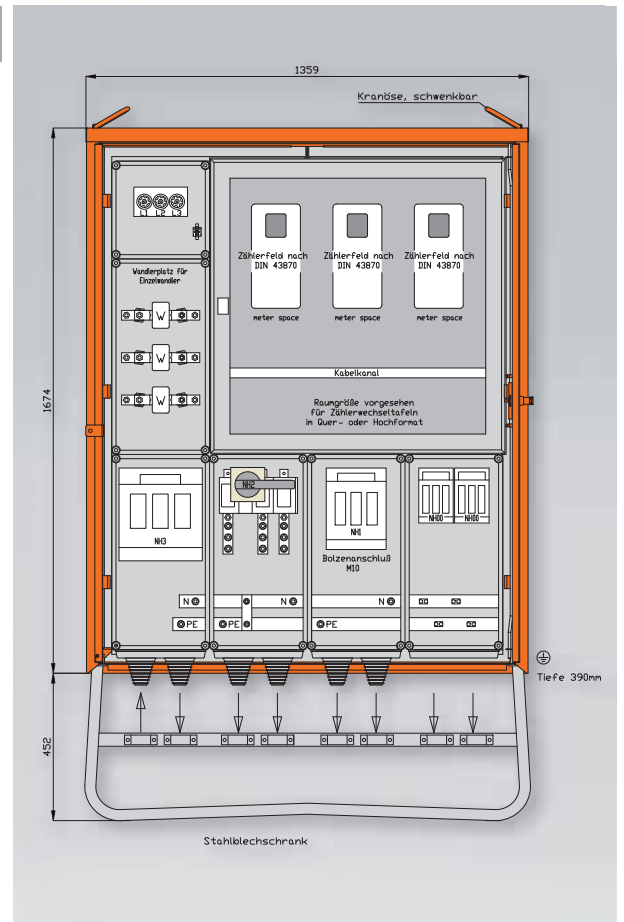 1359
Kranöse, schwenkbar
L1 L2 L3
Wandlerplatz für
Einzelwandler
W
W
W
Zählerfeld nach
DIN 43870
meter space
Zählerfeld nach
DIN 43870
meter space
Zählerfeld nach
DIN 43870
meter space
Kabelkanal
Raumgröße vorgesehen
für Zählerwechseltafeln
in Quer- oder Hochformat
1674
NH3
NH2
NH1
Bolzenanschluß
M10
NH00 NH00
N N N
PE PE PE
Tiefe 390mm
452
Stahlblechschrank